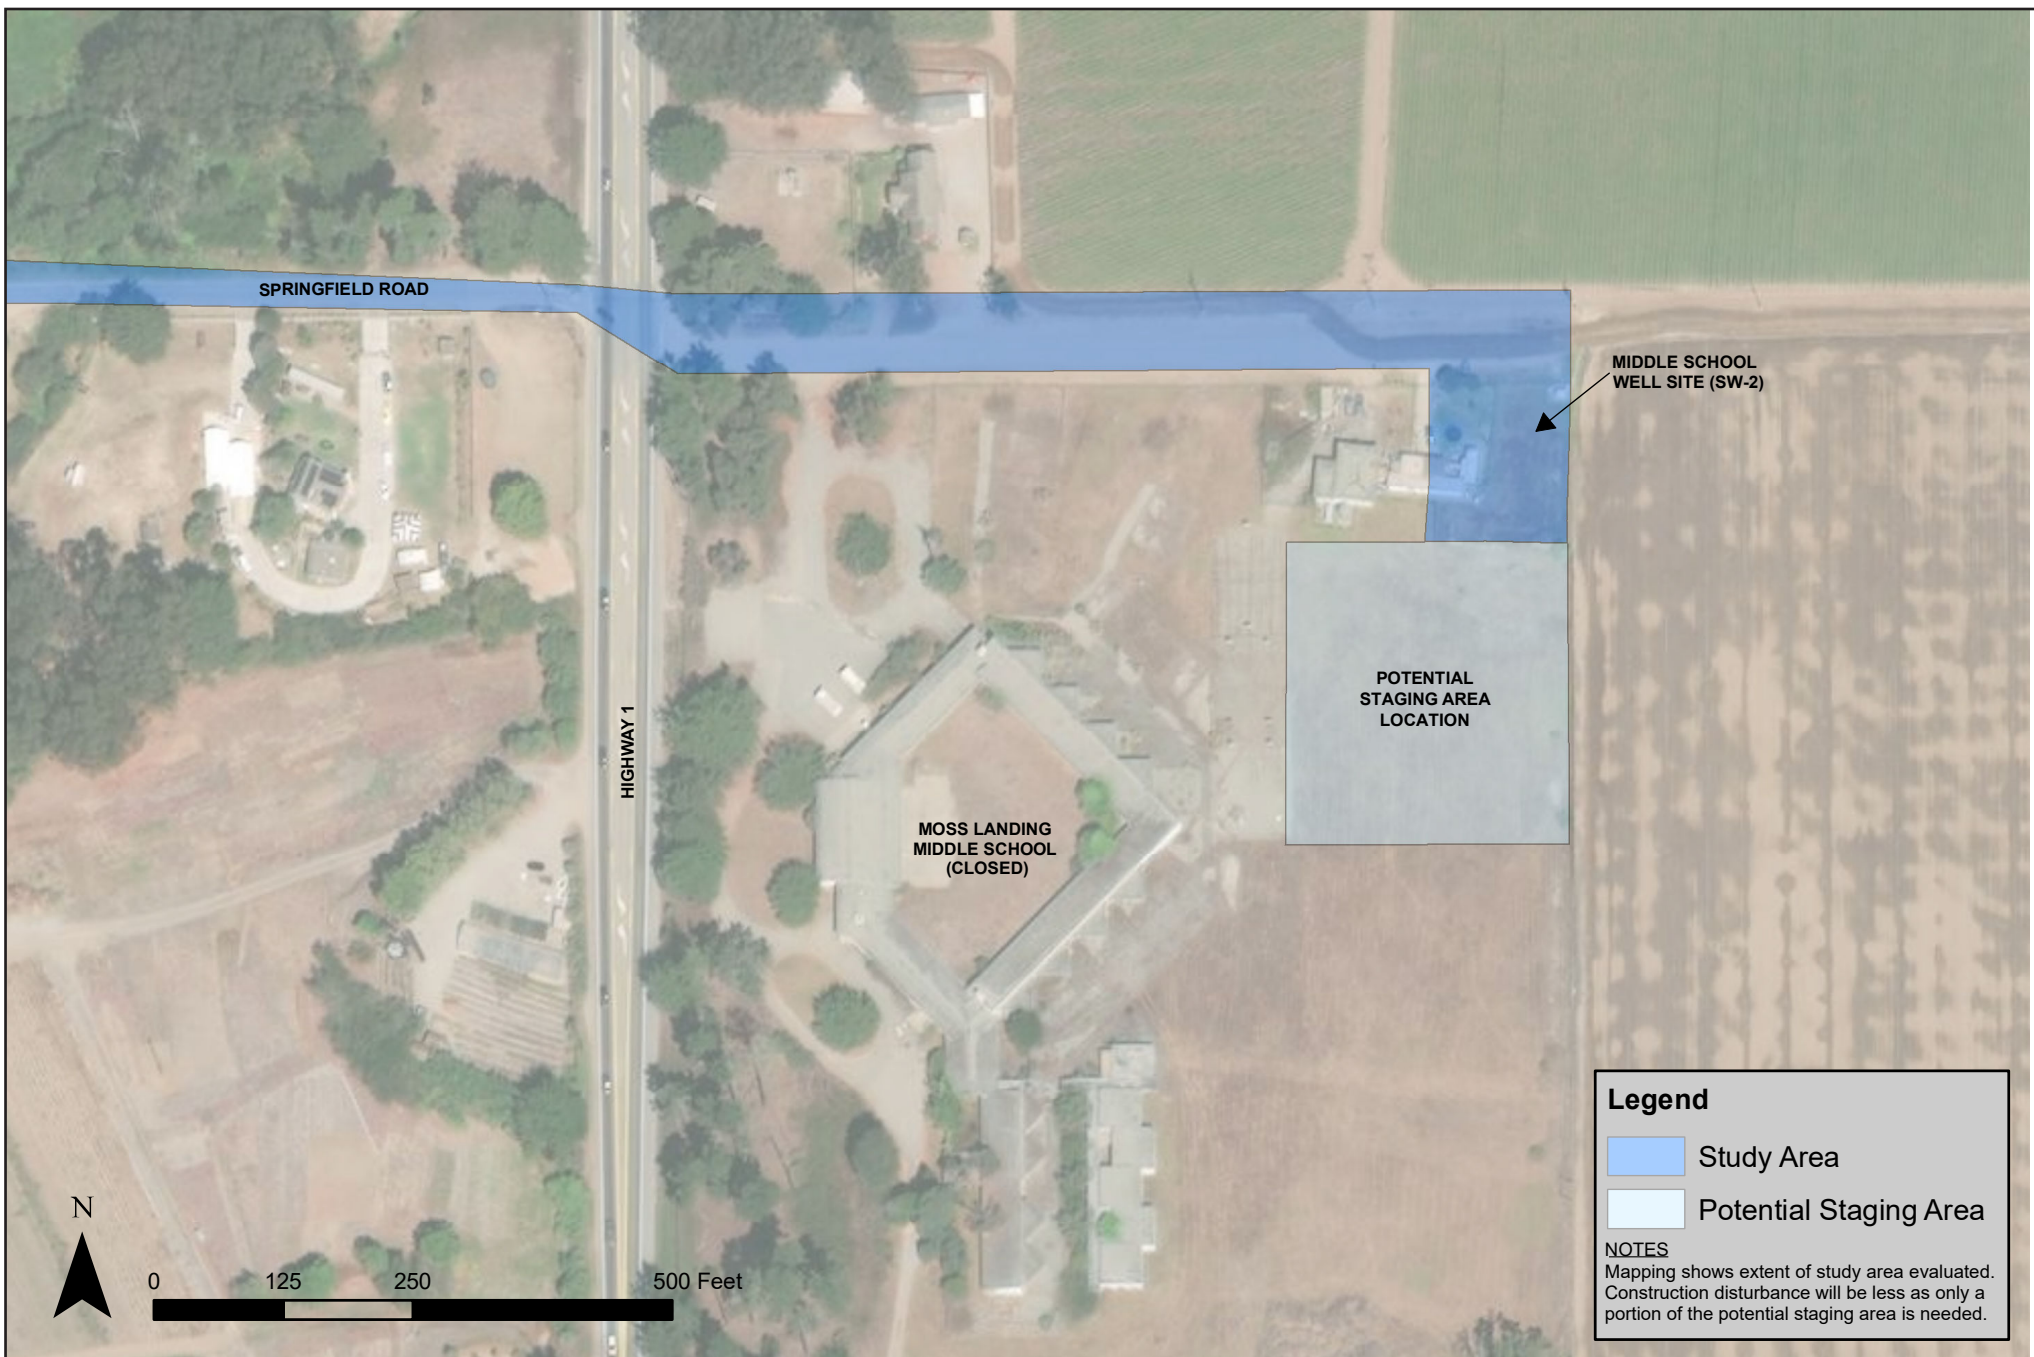 SPRINGFIELD ROAD
MIDDLE SCHOOL
WELL SITE (SW-2)
POTENTIAL
STAGING AREA
LOCATION
HIGHWAY 1
MOSS LANDING
MIDDLE SCHOOL
(CLOSED)
Legend
Study Area
Potential Staging Area
NOTES
Mapping shows extent of study area evaluated.
Construction disturbance will be less as only a
portion of the potential staging area is needed.
N
0 125 250 500 Feet